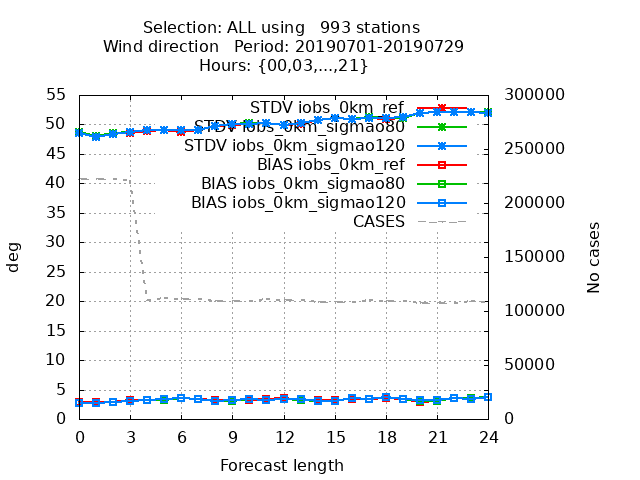 Selection: ALL using   993 stations
Wind direction   Period: 20190701-20190729
Hours: {00,03,...,21}
55
50
45
40
35
30
25
20
15
10
5
0
deg
STDV iobs_0km_ref
STDV iobs_0km_sigmao80
STDV iobs_0km_sigmao120
BIAS iobs_0km_ref
BIAS iobs_0km_sigmao80
BIAS iobs_0km_sigmao120
CASES
300000
250000
200000
150000
100000
50000
0
No cases
0 3 6 9 12 15 18 21 24
Forecast length